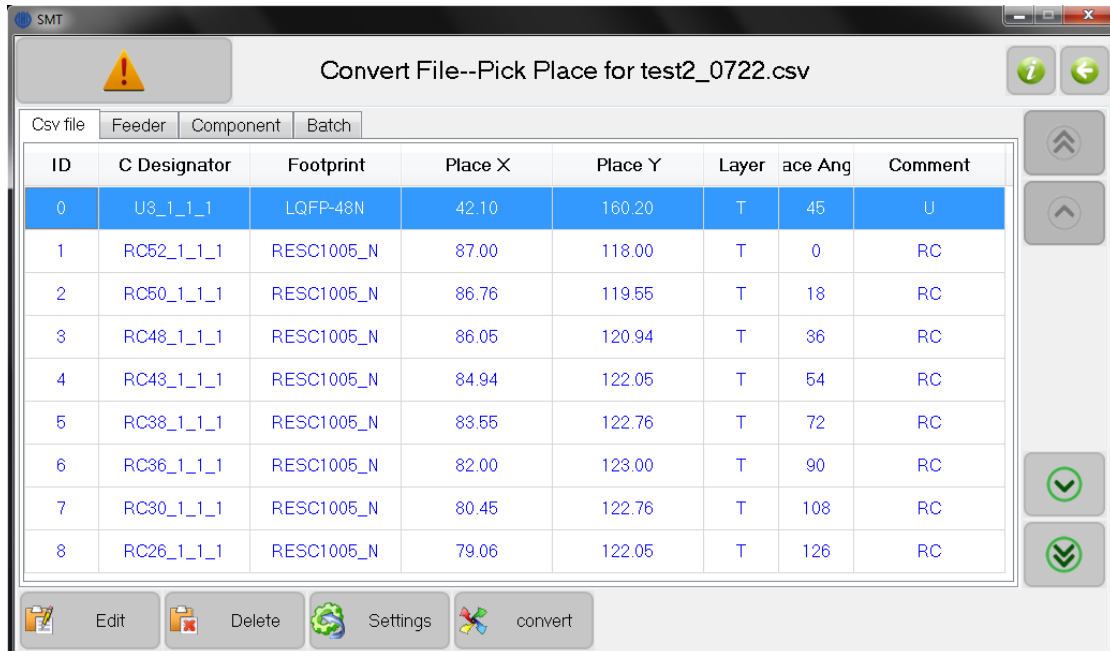 SMT
Convert File--Pick Place for test2_0722.csv
Csv file Feeder Component Batch
ID C Designator Footprint Place X Place Y Layer ace Ang Comment
0 U3_1_1_1 LQFP-48N 42.10 160.20 T 45 U
1 RC52_1_1_1 RESC1005_N 87.00 118.00 T 0 RC
2 RC50_1_1_1 RESC1005_N 86.76 119.55 T 18 RC
3 RC48_1_1_1 RESC1005_N 86.05 120.94 T 36 RC
4 RC43_1_1_1 RESC1005_N 84.94 122.05 T 54 RC
5 RC38_1_1_1 RESC1005_N 83.55 122.76 T 72 RC
6 RC36_1_1_1 RESC1005_N 82.00 123.00 T 90 RC
7 RC30_1_1_1 RESC1005_N 80.45 122.76 T 108 RC
8 RC26_1_1_1 RESC1005_N 79.06 122.05 T 126 RC
Edit Delete Settings convert